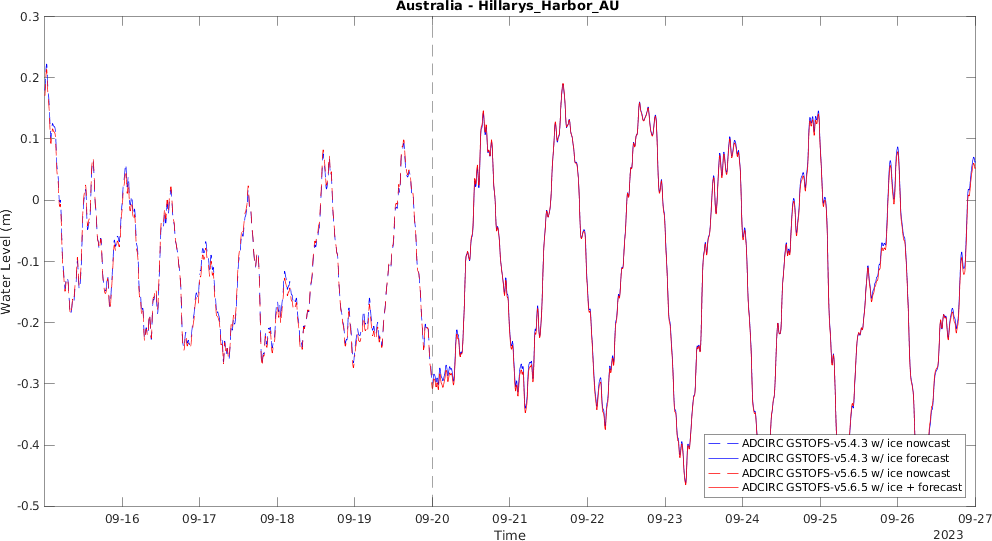 Australia - Hillarys_Harbor_AU
0.3
0.2
0.1
0
-0.1
-0.2
-0.3
-0.4
-0.5
Water Level (m)
ADCIRC GSTOFS-v5.4.3 w/ ice nowcast
ADCIRC GSTOFS-v5.4.3 w/ ice forecast
ADCIRC GSTOFS-v5.6.5 w/ ice nowcast
ADCIRC GSTOFS-v5.6.5 w/ ice + forecast
09-16 09-17 09-18 09-19 09-20 09-21 09-22 09-23 09-24 09-25 09-26 09-27
Time
2023